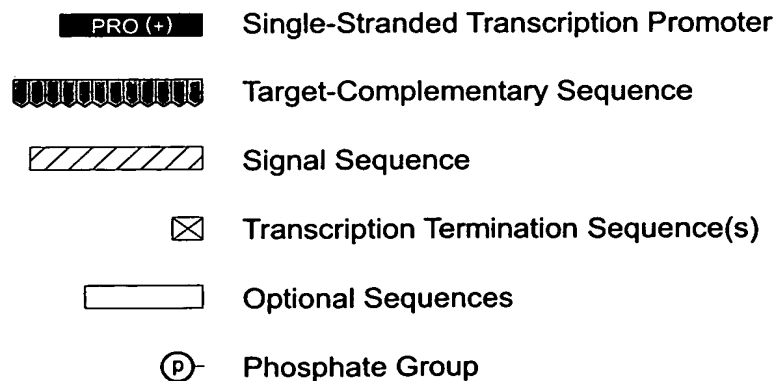 PRO (+) Single-Stranded Transcription Promoter
Target-Complementary Sequence
Signal Sequence
Transcription Termination Sequence(s)
Optional Sequences
P Phosphate Group